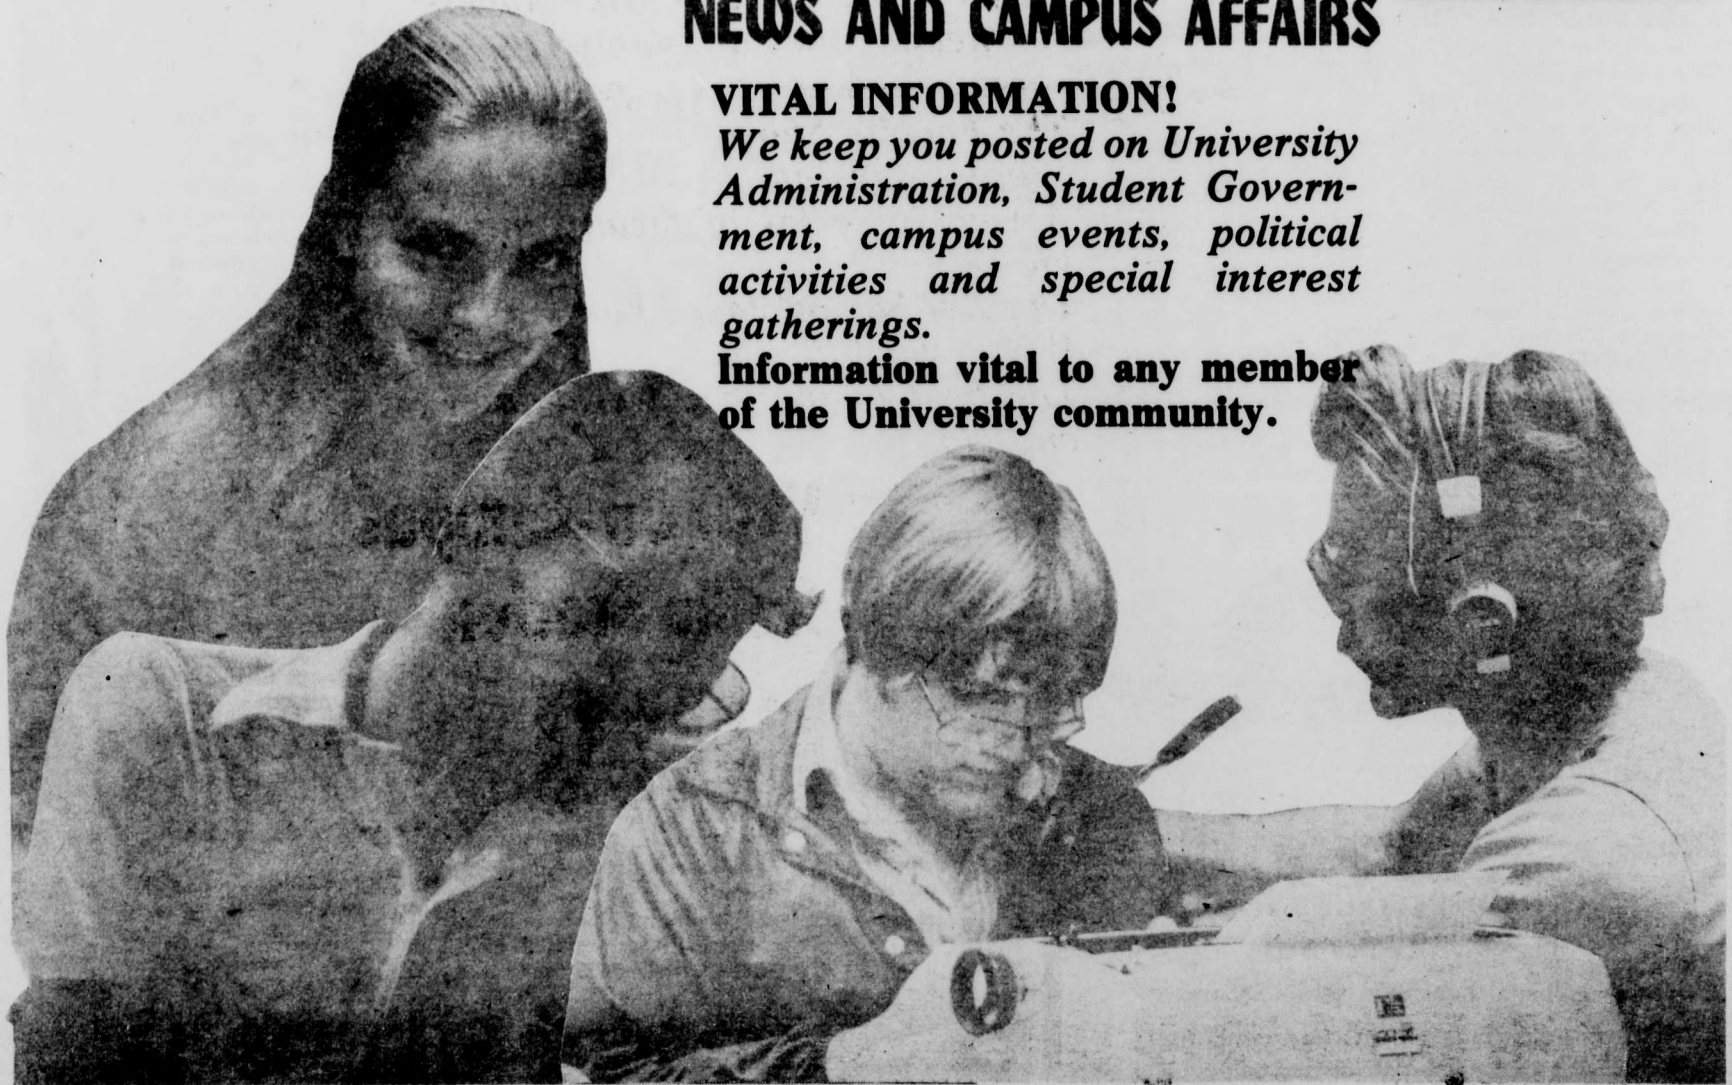 NEWS AND CAMPUS AFFAIRS
VITAL INFORMATION!
We keep you posted on University
Administration, Student Govern-
ment, campus events, political
activities and special interest
gatherings.
Information vital to any member
of the University community.